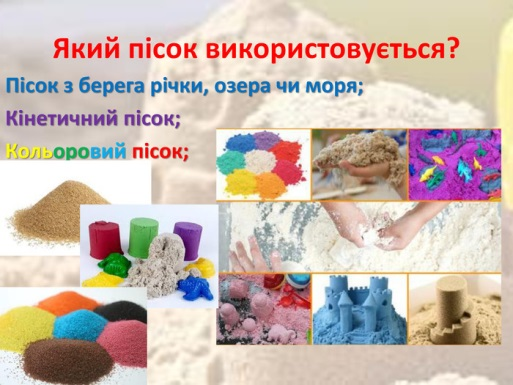 Який пісок використовується?
Пісок з берега річки, озера чи моря;
Кінетичний пісок;
Кольоровий пісок;